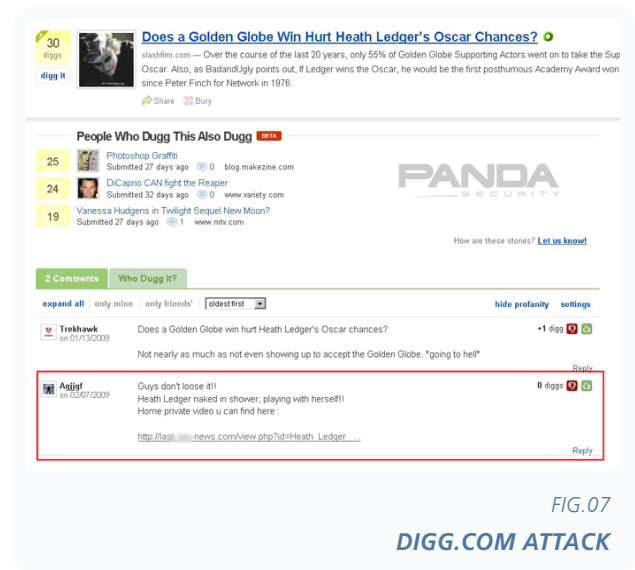 30
diggs
digg it
Does a Golden Globe Win Hurt Heath Ledger's Oscar Chances?
slashfilm.com — Over the course of the last 20 years, only 55% of Golden Globe Supporting Actors went on to take the Sup
Oscar. Also, as BadandUgly points out, If Ledger wins the Oscar, he would be the first posthumous Academy Award won
since Peter Finch for Network in 1976.
Share Bury
People Who Dugg This Also Dugg BETA
25
Photoshop Graffiti
Submitted 27 days ago 0 blog.makezine.com
24
DiCaprio CAN fight the Reaper
Submitted 32 days ago 0 www.variety.com
19
Vanessa Hudgens in Twilight Sequel New Moon?
Submitted 27 days ago 1 www.mtv.com
PANDA
SECURITY
How are these stories? Let us know!
2 Comments Who Dugg It?
expand all only mine only friends' oldest first hide profanity settings
Trekhawk
on 01/13/2009
Does a Golden Globe win hurt Heath Ledger's Oscar chances?
+1 digg
Not nearly as much as not even showing up to accept the Golden Globe. *going to hell*
Reply
Agjjgf
on 02/07/2009
Guys don't loose it!!
0 diggs
Heath Ledger naked in shower, playing with herself!!
Home private video u can find here :
http://last- -news.com/view.php?id=Heath_Ledger_...
Reply
FIG.07
DIGG.COM ATTACK